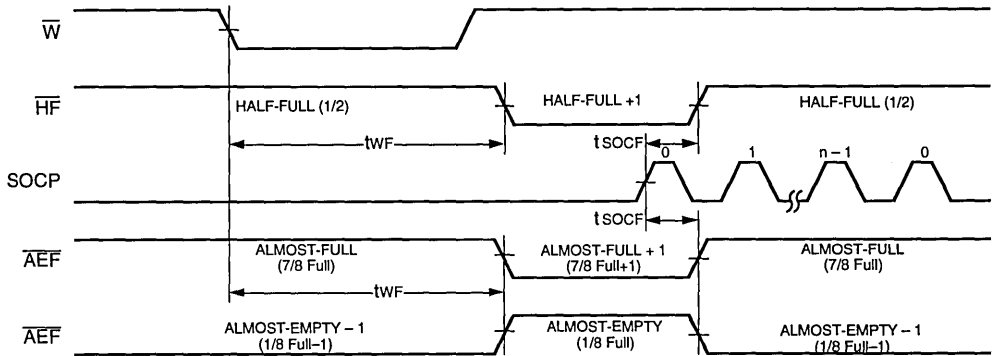 W
HF
HALF-FULL (1/2)
HALF-FULL +1
HALF-FULL (1/2)
tWF
tSOCF
SOCP
0
1
n – 1
0
tSOCF
AEF
ALMOST-FULL
(7/8 Full)
ALMOST-FULL + 1
(7/8 Full+1)
ALMOST-FULL
(7/8 Full)
tWF
AEF
ALMOST-EMPTY – 1
(1/8 Full–1)
ALMOST-EMPTY
(1/8 Full)
ALMOST-EMPTY – 1
(1/8 Full–1)